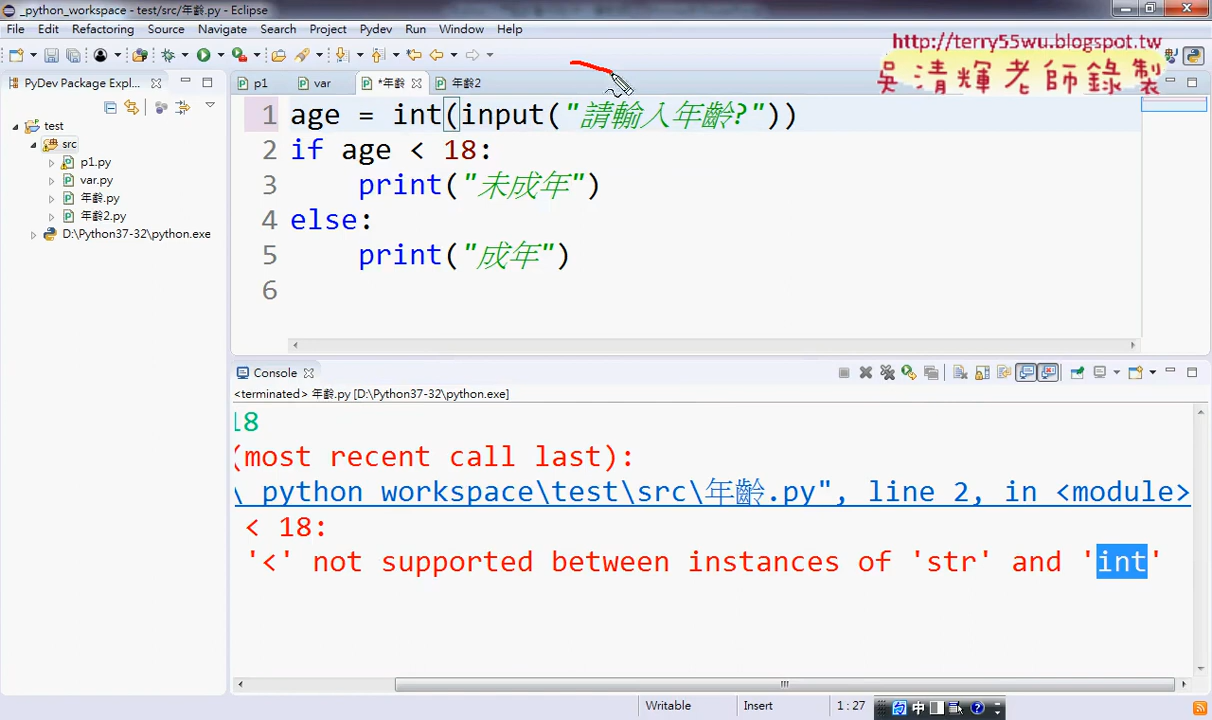 _python_workspace - test/src/年齡.py - Eclipse
File Edit Refactoring Source Navigate Search Project Pydev Run Window Help
http://terry55wu.blogspot.tw
吳清輝老師錄製
PyDev Package Expl...
p1 var *年齡 年齡2
test
src
p1.py
var.py
年齡.py
年齡2.py
D:\Python37-32\python.exe
1 age = int(input("請輸入年齡?"))
2 if age < 18:
3 print("未成年")
4 else:
5 print("成年")
6
Console
<terminated> 年齡.py [D:\Python37-32\python.exe]
18
(most recent call last):
\_python_workspace\test\src\年齡.py", line 2, in <module>
< 18:
'<' not supported between instances of 'str' and 'int'
Writable Insert 1 : 27 中